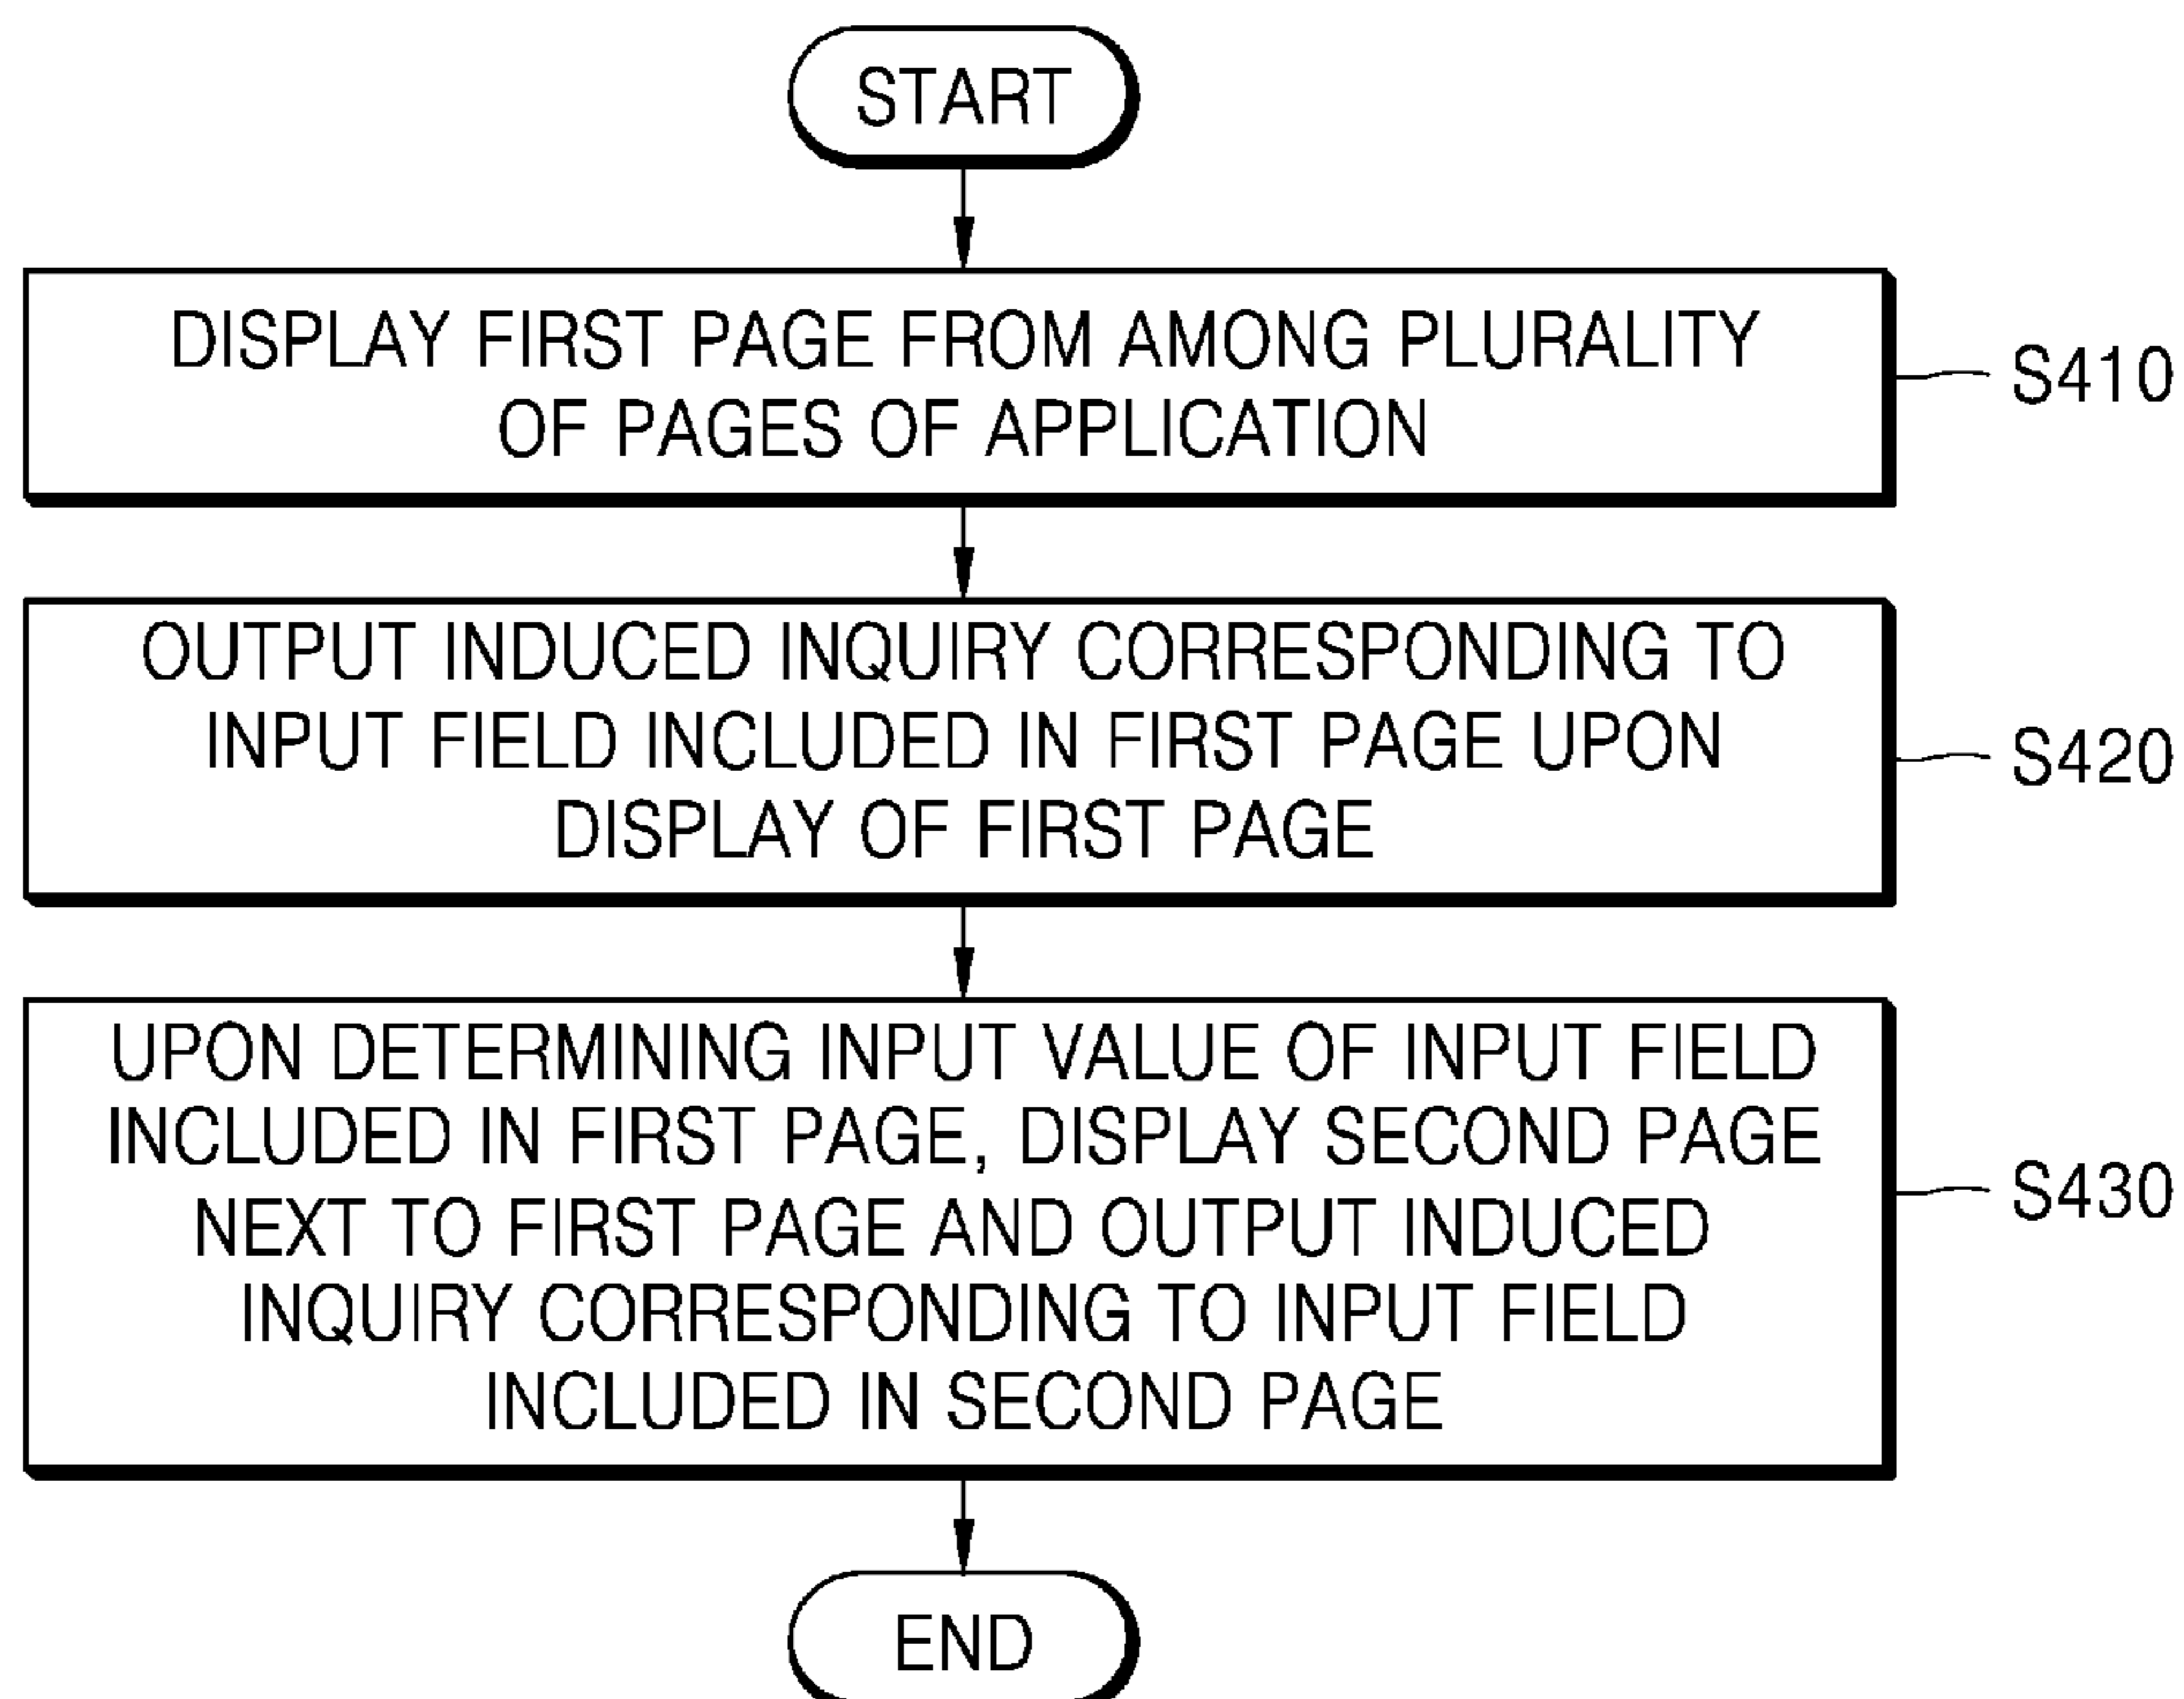 START
DISPLAY FIRST PAGE FROM AMONG PLURALITY
OF PAGES OF APPLICATION
S410
OUTPUT INDUCED INQUIRY CORRESPONDING TO
INPUT FIELD INCLUDED IN FIRST PAGE UPON
DISPLAY OF FIRST PAGE
S420
UPON DETERMINING INPUT VALUE OF INPUT FIELD
INCLUDED IN FIRST PAGE, DISPLAY SECOND PAGE
NEXT TO FIRST PAGE AND OUTPUT INDUCED
INQUIRY CORRESPONDING TO INPUT FIELD
INCLUDED IN SECOND PAGE
S430
END